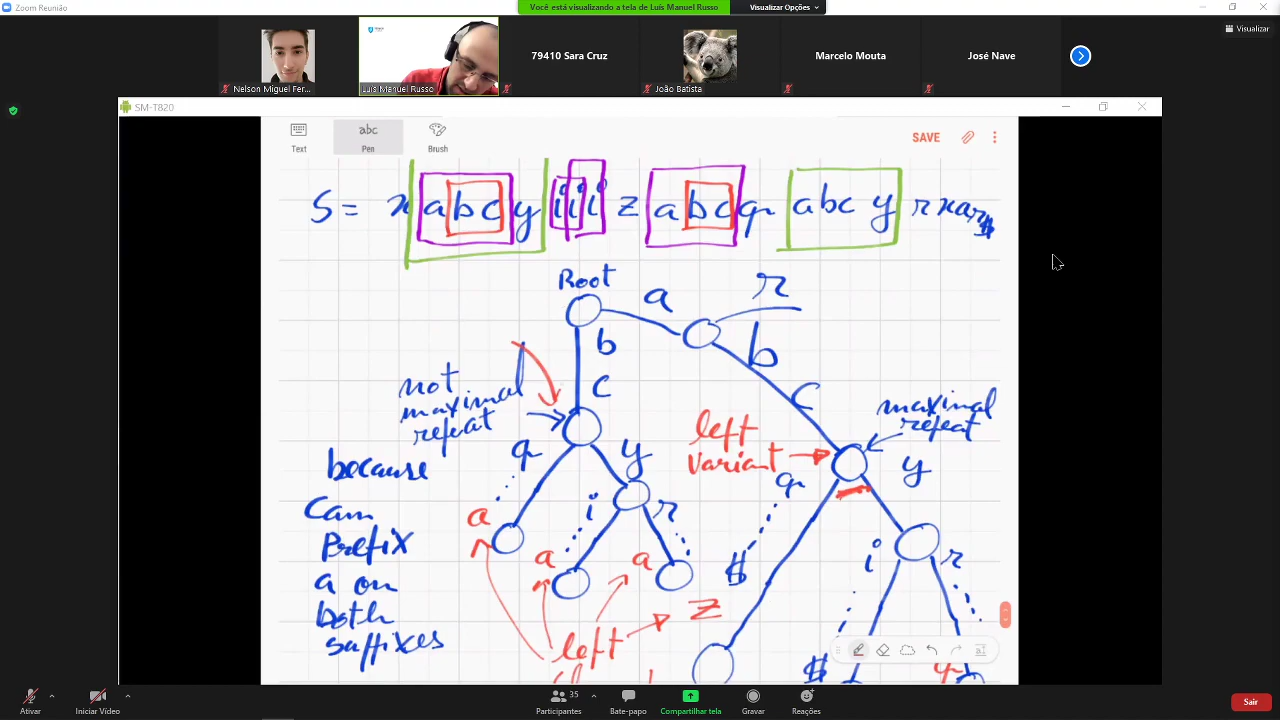 Zoom Reunião
Você está visualizando a tela de Luís Manuel Russo
Visualizar Opções
Visualizar
Nelson Miguel Fer...
Luís Manuel Russo
79410 Sara Cruz
João Batista
Marcelo Mouta
José Nave
SM-T820
Text
abc
Pen
Brush
SAVE
S = x a b c y i i i z a b c q abc y r x a r $
Root
a
r
b
b
c
c
not
maximal
repeat
maximal
repeat
left
variant
q
y
q
y
because
Can
Prefix
a on
both
suffixes
a
i
r
a
a
$
i
r
z
left
$
Ativar
Iniciar Vídeo
Participantes
35
Bate-papo
Compartilhar tela
Gravar
Reações
Sair